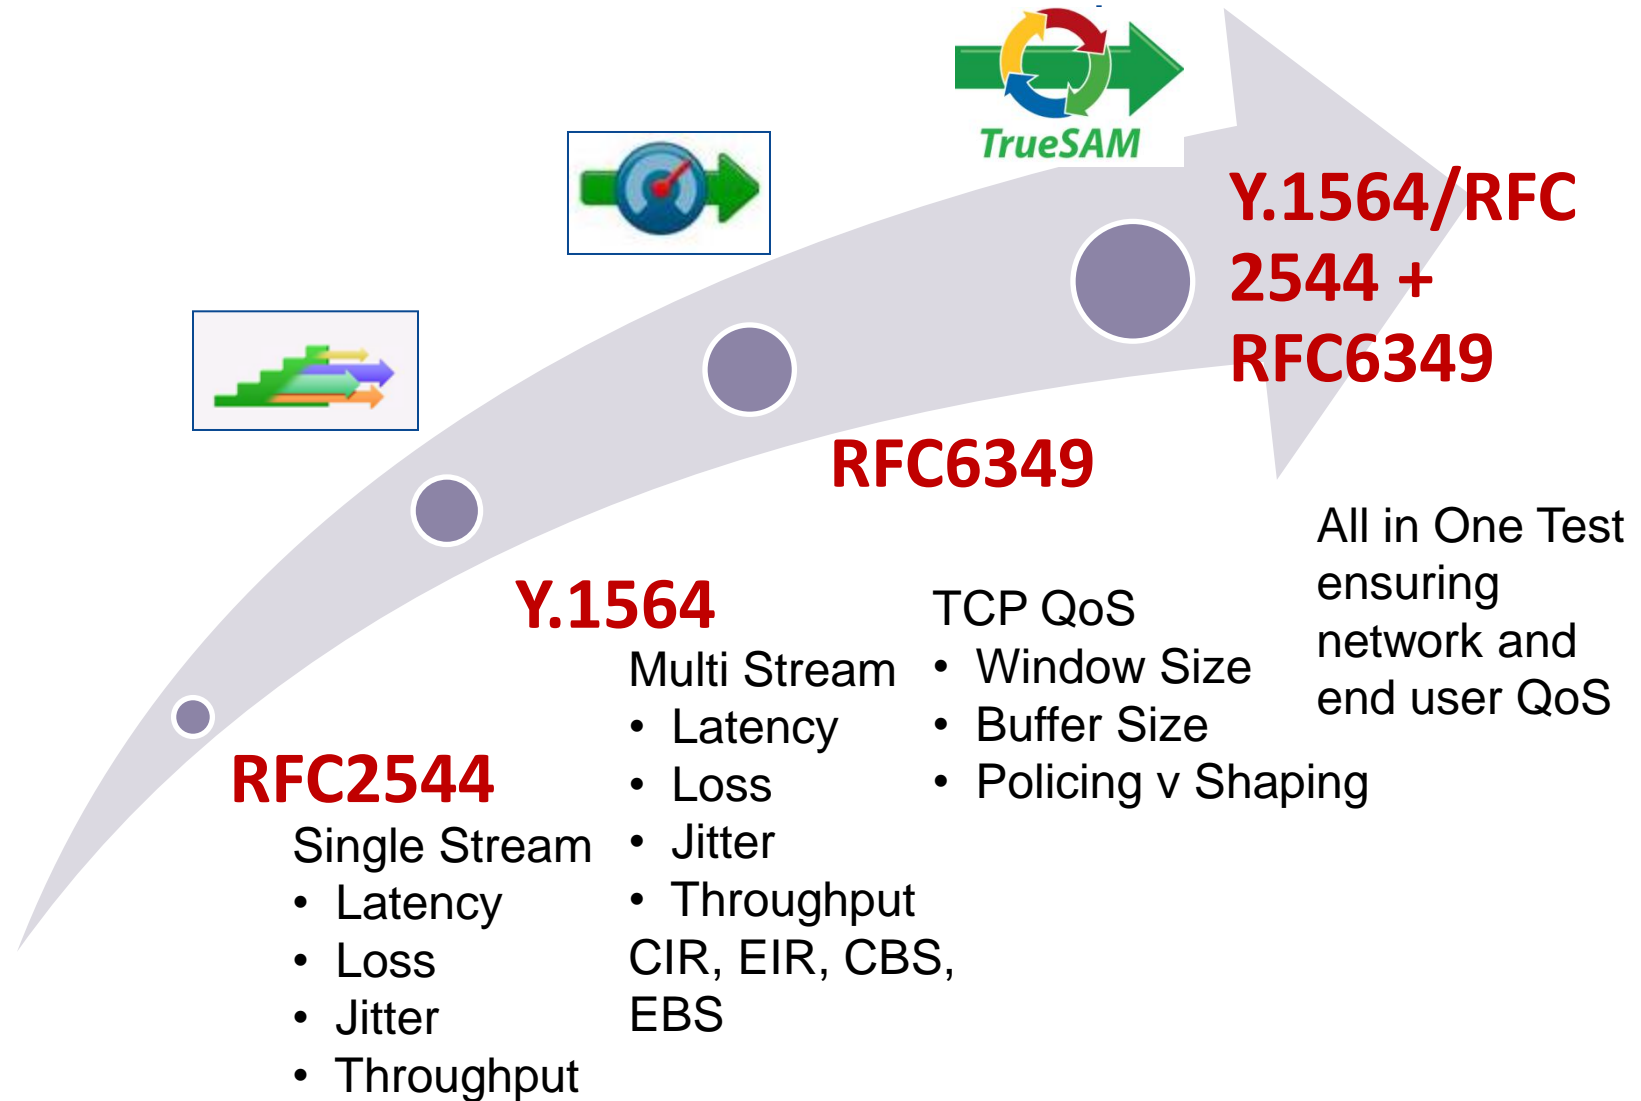 TrueSAM
Y.1564/RFC
2544 +
RFC6349
RFC6349
All in One Test
ensuring
network and
end user QoS
Y.1564
TCP QoS
• Window Size
• Buffer Size
• Policing v Shaping
Multi Stream
• Latency
• Loss
• Jitter
• Throughput
CIR, EIR, CBS,
EBS
RFC2544
Single Stream
• Latency
• Loss
• Jitter
• Throughput